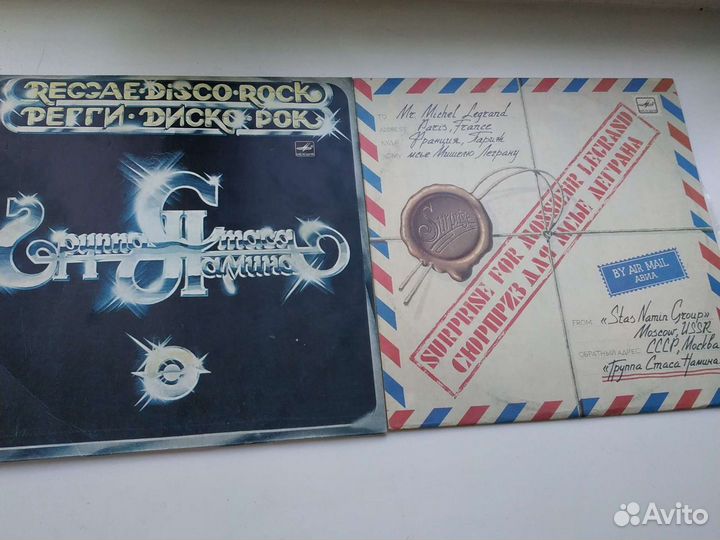 REGGAE·DISCO·ROCK
РЕГГИ·ДИСКО·РОК
Группа Стаса Намина
TO Mr. Michel Legrand
ADDRESS Paris, France
КУДА Франция, Париж
КОМУ мсье Мишелю Леграну
SURPRISE FOR MONSIEUR LEGRAND
СЮРПРИЗ ДЛЯ МСЬЕ ЛЕГРАНА
BY AIR MAIL
АВИА
FROM: «Stas Namin Group»
Moscow, USSR
ОБРАТНЫЙ АДРЕС: СССР, Москва
«Группа Стаса Намина
Avito